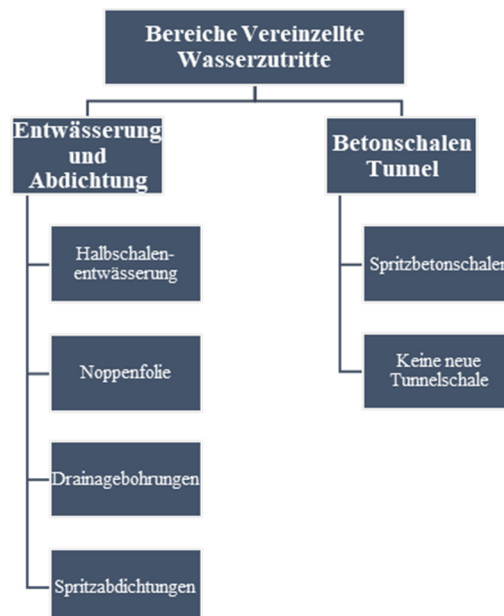 Bereiche Vereinzellte
Wasserzutritte
Entwässerung
und
Abdichtung
Halbschalen-
entwässerung
Noppenfolie
Drainagebohrungen
Spritzabdichtungen
Betonschalen
Tunnel
Spritzbetonschalen
Keine neue
Tunnelschale